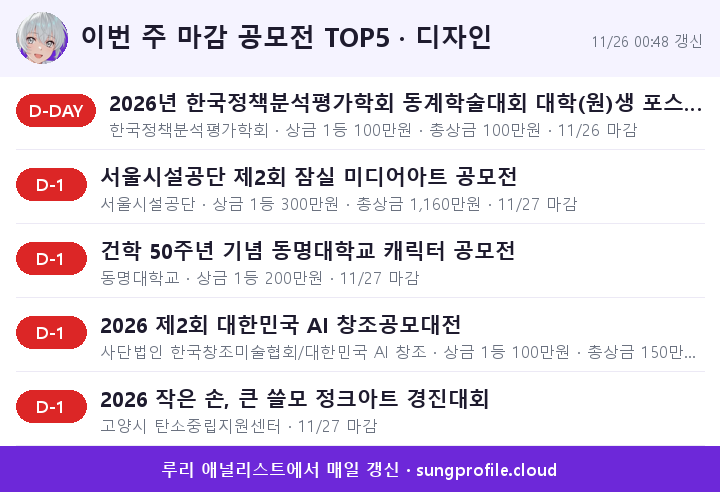 이번 주 마감 공모전 TOP5 · 디자인
11/26 00:48 갱신
D-DAY
2026년 한국정책분석평가학회 동계학술대회 대학(원)생 포스...
한국정책분석평가학회 · 상금 1등 100만원 · 총상금 100만원 · 11/26 마감
D-1
서울시설공단 제2회 잠실 미디어아트 공모전
서울시설공단 · 상금 1등 300만원 · 총상금 1,160만원 · 11/27 마감
D-1
건학 50주년 기념 동명대학교 캐릭터 공모전
동명대학교 · 상금 1등 200만원 · 11/27 마감
D-1
2026 제2회 대한민국 AI 창조공모대전
사단법인 한국창조미술협회/대한민국 AI 창조 · 상금 1등 100만원 · 총상금 150만...
D-1
2026 작은 손, 큰 쓸모 정크아트 경진대회
고양시 탄소중립지원센터 · 11/27 마감
루리 애널리스트에서 매일 갱신 · sungprofile.cloud